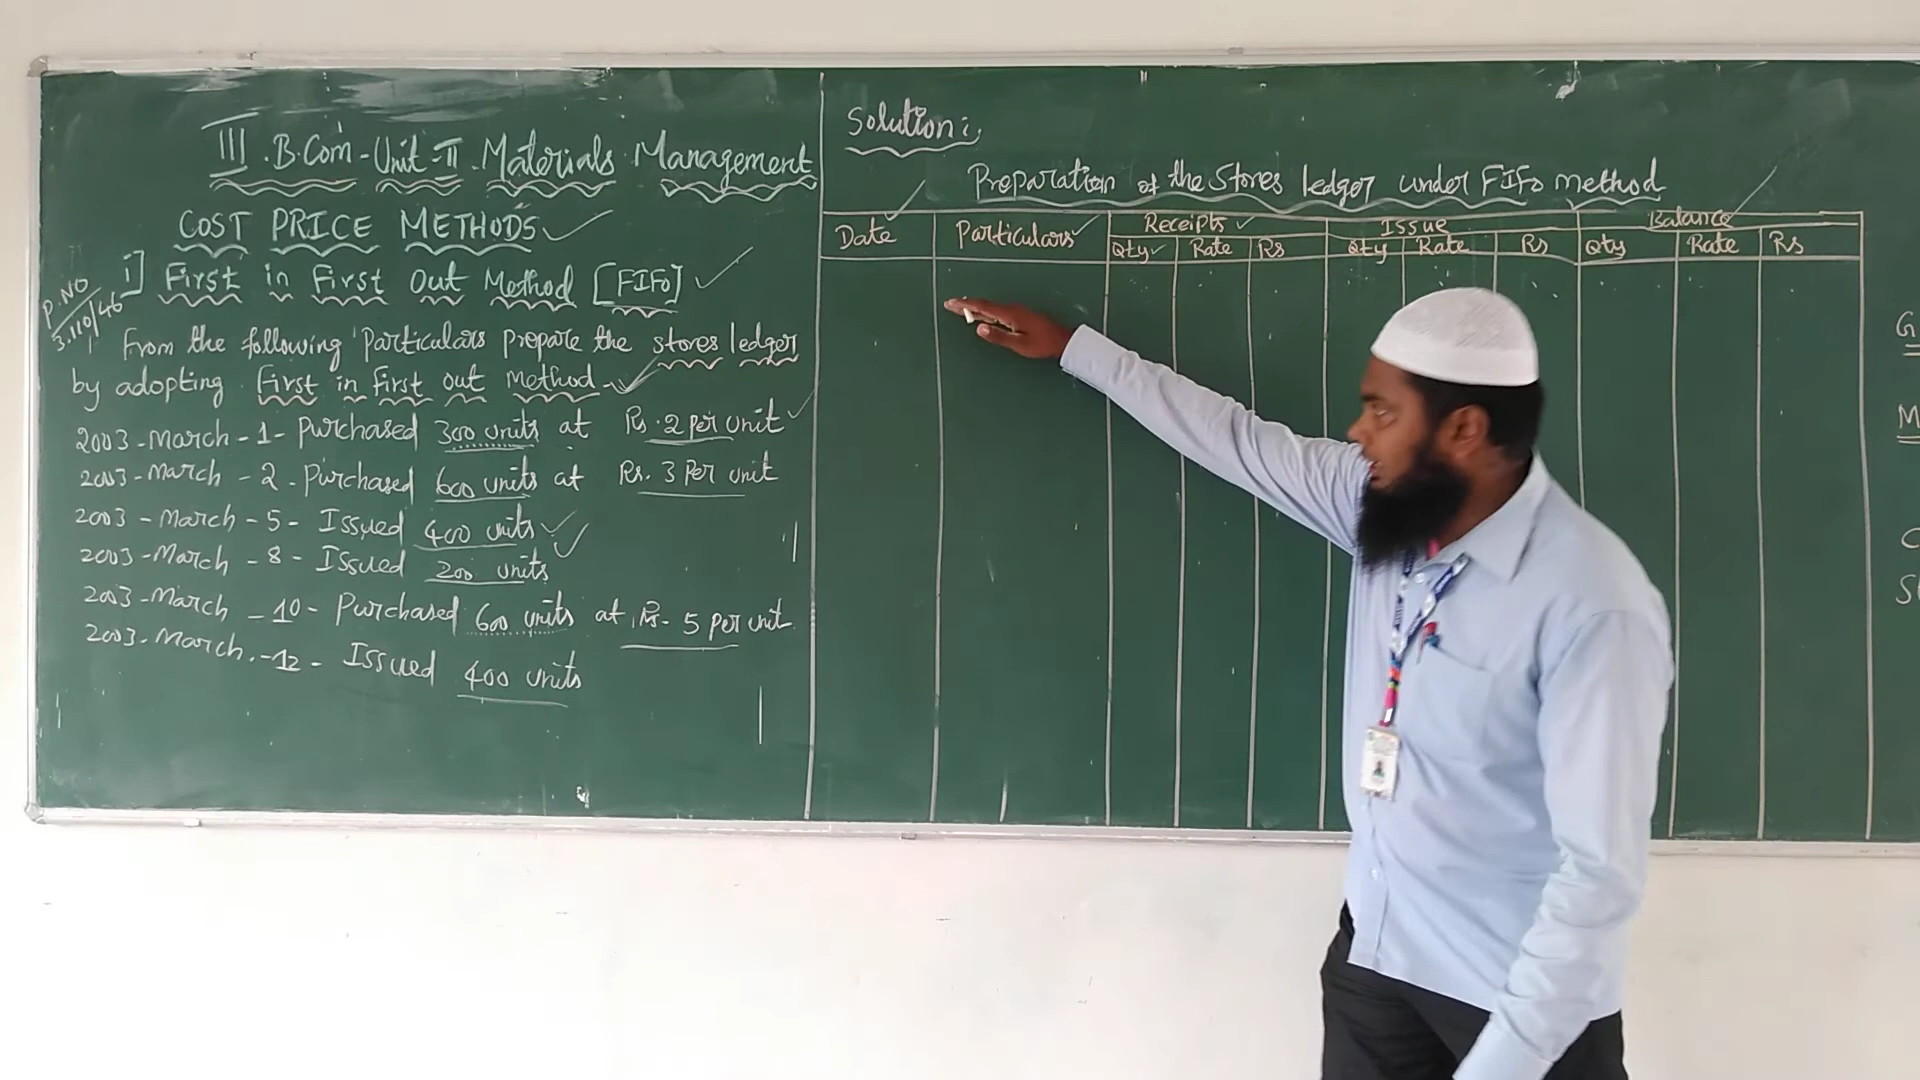 III.B.Com-Unit-II.Materials Management
COST PRICE METHODS
P.NO
3.110/46
i] First in First Out Method [FIFO]
1 From the following Particulars prepare the stores ledger
by adopting First in First out Method
2003-March-1-Purchased 300 units at Rs.2 per unit
2003-March-2-Purchased 600 units at Rs.3 Per unit
2003-March-5-Issued 400 units
2003-March-8-Issued 200 units
2003-March-10-Purchased 600 units at Rs-5 per unit
2003-March-12-Issued 400 units
Solution:
Preparation of the Stores ledger under FIFO method
Date Particulars Receipts Issue Balance
Qty Rate Rs Qty Rate Rs Qty Rate Rs
G
M
C
S